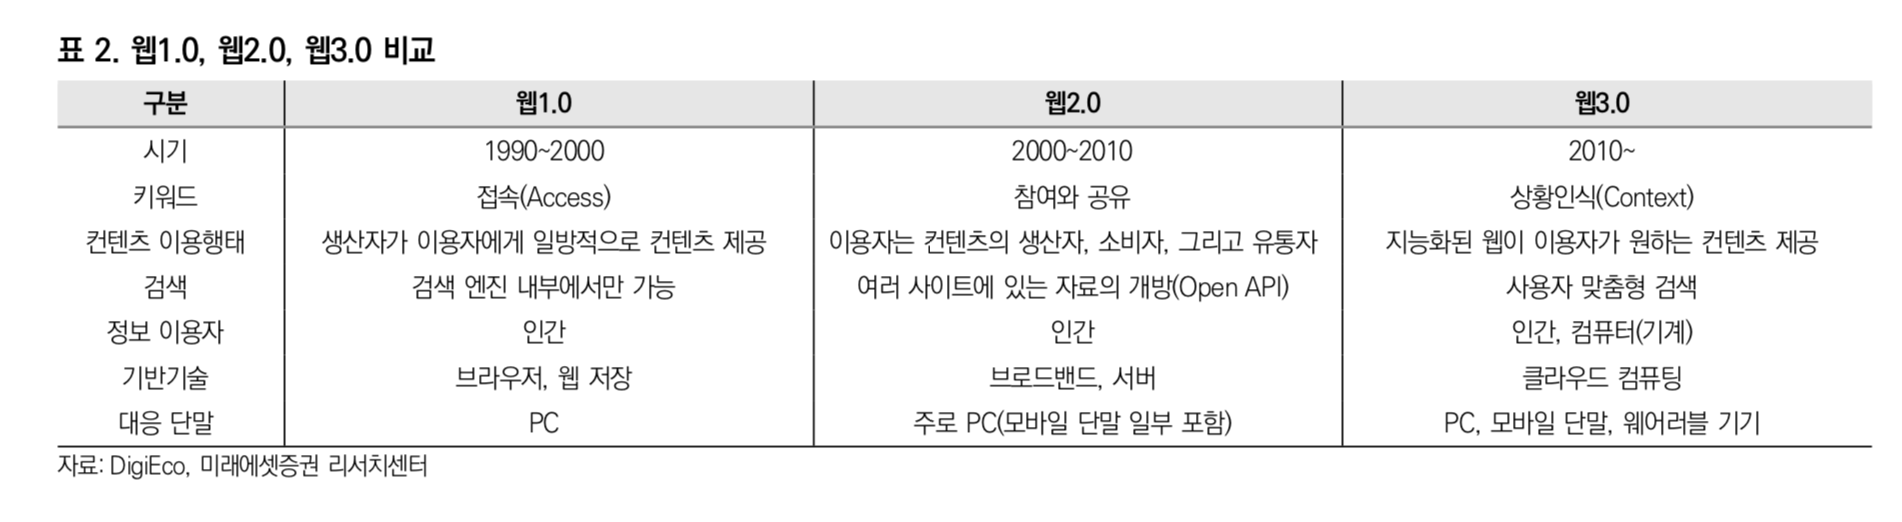 표 2. 웹1.0, 웹2.0, 웹3.0 비교
구분 웹1.0 웹2.0 웹3.0
시기 1990~2000 2000~2010 2010~
키워드 접속(Access) 참여와 공유 상황인식(Context)
컨텐츠 이용행태 생산자가 이용자에게 일방적으로 컨텐츠 제공 이용자는 컨텐츠의 생산자, 소비자, 그리고 유통자 지능화된 웹이 이용자가 원하는 컨텐츠 제공
검색 검색 엔진 내부에서만 가능 여러 사이트에 있는 자료의 개방(Open API) 사용자 맞춤형 검색
정보 이용자 인간 인간 인간, 컴퓨터(기계)
기반기술 브라우저, 웹 저장 브로드밴드, 서버 클라우드 컴퓨팅
대응 단말 PC 주로 PC(모바일 단말 일부 포함) PC, 모바일 단말, 웨어러블 기기
자료: DigiEco, 미래에셋증권 리서치센터